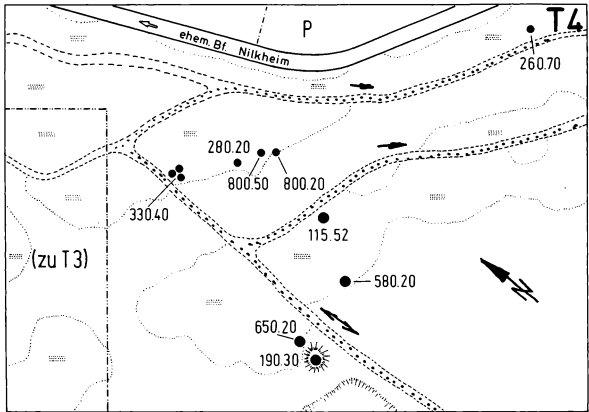 T4
P
ehem. Bf. Nilkheim
260.70
280.20
800.50
800.20
330.40
115.52
(zu T3)
580.20
N
650.20
190.30